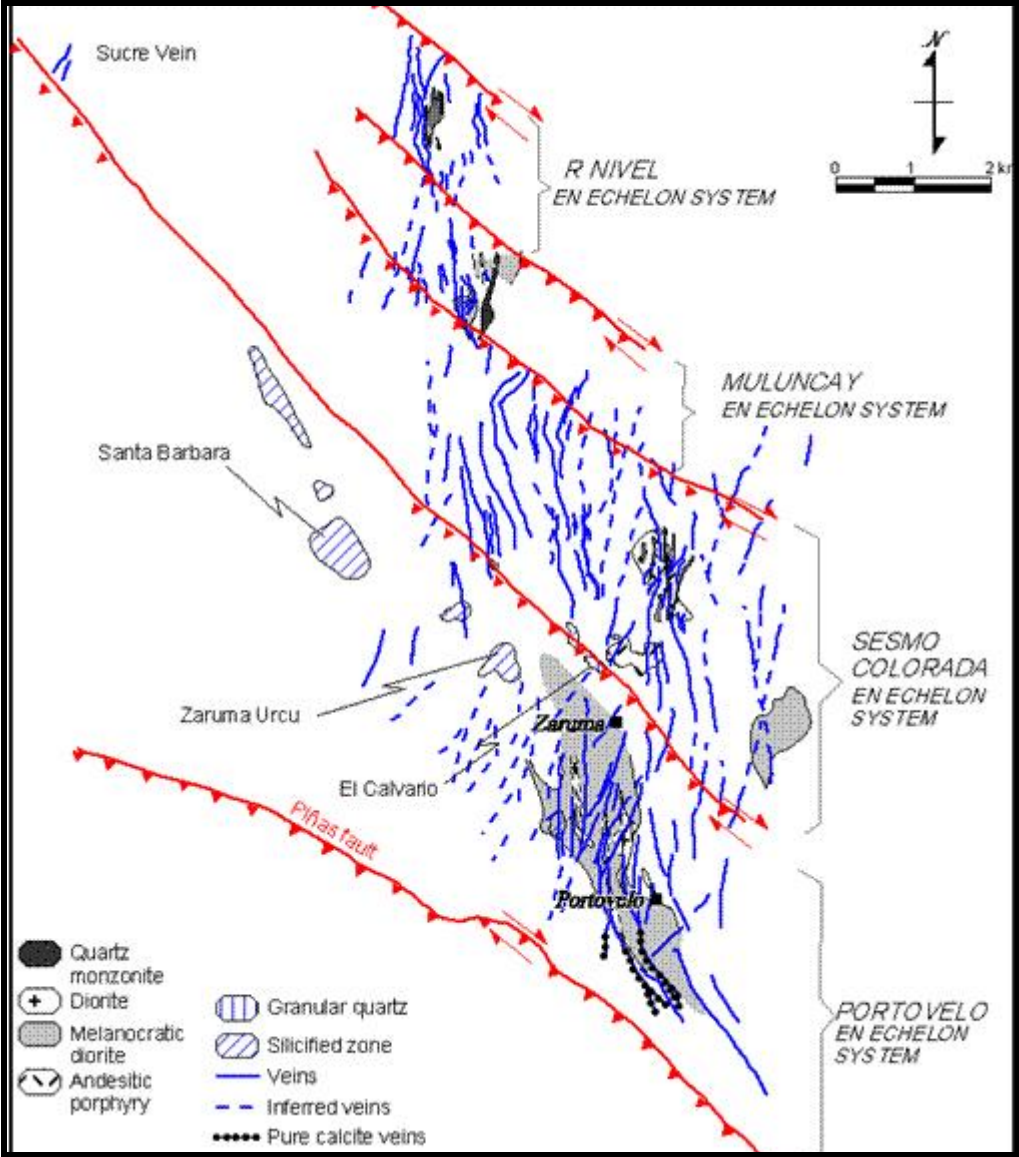 Sucre Vein
N
0 1 2 km
R NIVEL
EN ECHELON SYSTEM
MULUNCAY
EN ECHELON SYSTEM
Santa Barbara
SESMO
COLORADA
EN ECHELON
SYSTEM
Zaruma Urcu
Zaruma
El Calvario
Piñas fault
Portovelo
PORTOVELO
EN ECHELON
SYSTEM
Quartz
monzonite
Diorite
Melanocratic
diorite
Andesitic
porphyry
Granular quartz
Silicified zone
Veins
Inferred veins
Pure calcite veins